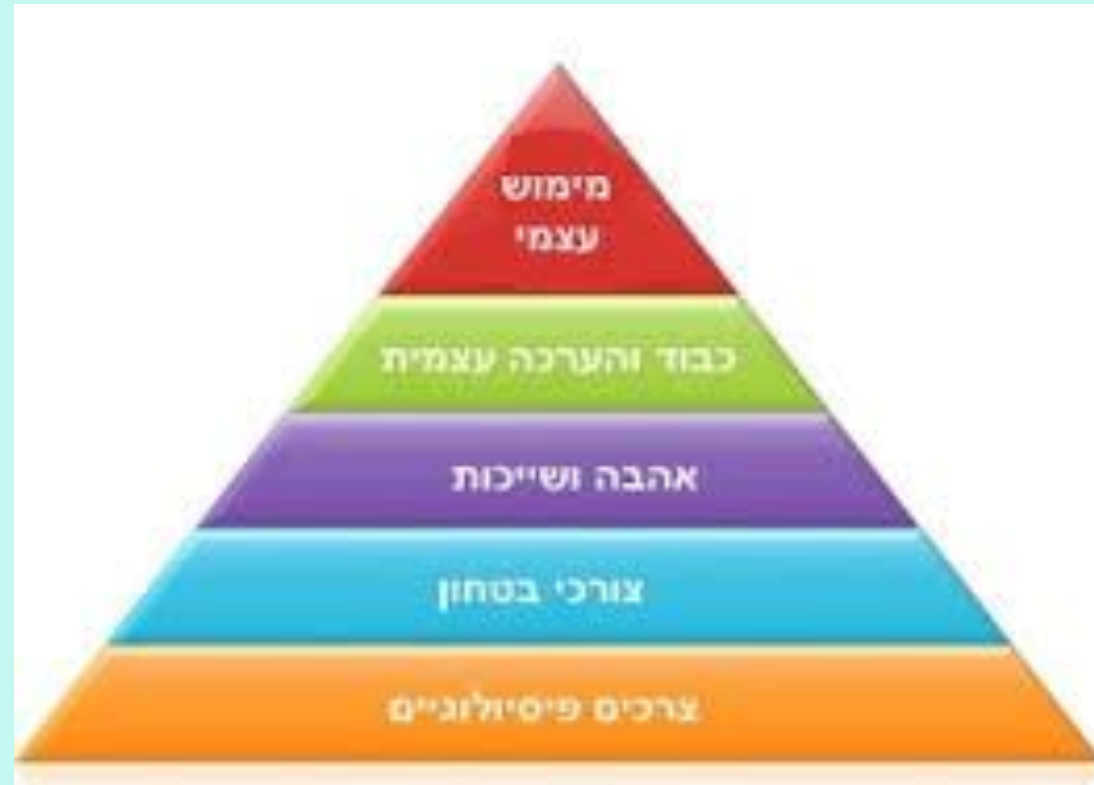 מימוש
עצמי
כבוד והערכה עצמית
אהבה ושייכות
צורכי בטחון
צרכים פיסיולוגיים